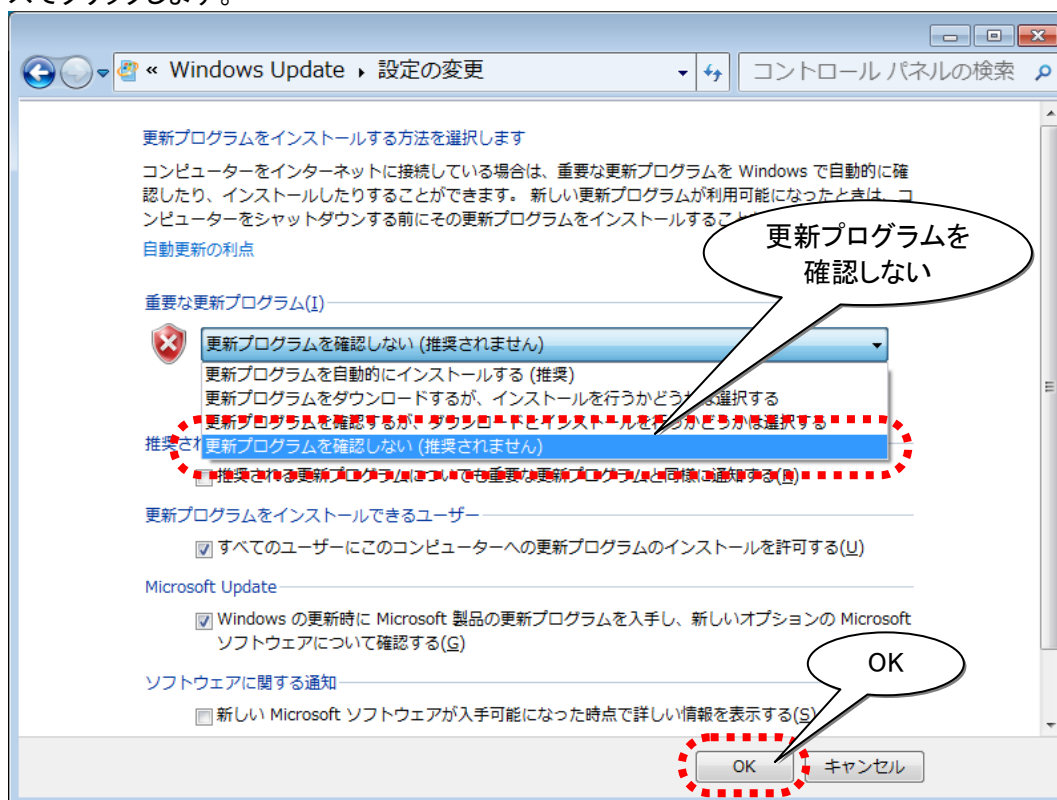 « Windows Update ▸ 設定の変更
コントロール パネルの検索
更新プログラムをインストールする方法を選択します
コンピューターをインターネットに接続している場合は、重要な更新プログラムを Windows で自動的に確
認したり、インストールしたりすることができます。 新しい更新プログラムが利用可能になったときは、コ
ンピューターをシャットダウンする前にその更新プログラムをインストールするこ
自動更新の利点
更新プログラムを
確認しない
重要な更新プログラム(I)
更新プログラムを確認しない (推奨されません)
更新プログラムを自動的にインストールする (推奨)
更新プログラムをダウンロードするが、インストールを行うかどうかは選択する
更新プログラムを確認するが、ダウンロードとインストールを行うかどうかは選択する
更新プログラムを確認しない (推奨されません)
推奨さ
推奨される更新プログラムについても重要な更新プログラムと同様に通知する(R)
更新プログラムをインストールできるユーザー
すべてのユーザーにこのコンピューターへの更新プログラムのインストールを許可する(U)
Microsoft Update
Windows の更新時に Microsoft 製品の更新プログラムを入手し、新しいオプションの Microsoft
ソフトウェアについて確認する(G)
OK
ソフトウェアに関する通知
新しい Microsoft ソフトウェアが入手可能になった時点で詳しい情報を表示する(S)
OK
キャンセル